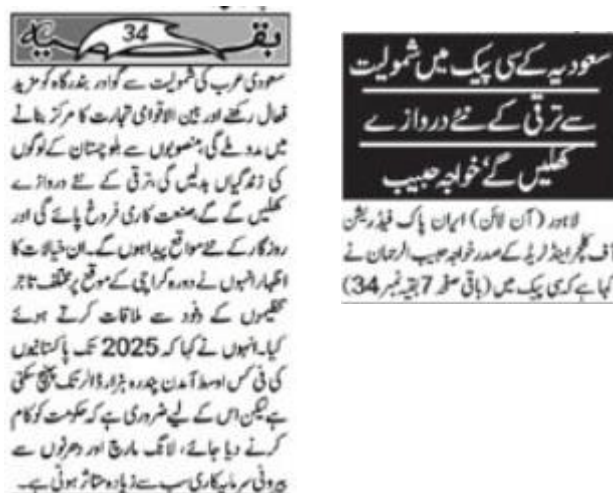 سعودیہ کے سی پیک میں شمولیت
سے ترقی کے نئے دروازے
کھلیں گے‘ خواجہ حبیب
لاہور (آن لائن) ایران پاک فیڈریشن
آف کلچر اینڈ ٹریڈ کے صدر خواجہ حبیب الرحمان نے
کہا ہے کہ سی پیک میں (باقی صفحہ 7 بقیہ نمبر 34)
بقیہ 34
سعودی عرب کی شمولیت سے گوادر بندرگاہ کو مزید
فعال رکھنے اور بین الاقوامی تجارت کا مرکز بنانے
میں مدد ملے گی، منصوبوں سے بلوچستان کے لوگوں
کی زندگیاں بدلیں گی، ترقی کے نئے دروازے
کھلیں گے گے، صنعت کاری فروغ پائے گی اور
روزگار کے نئے مواقع پیدا ہوں گے۔ ان خیالات کا
اظہار انہوں نے دورہ کراچی کے موقع پر مختلف تاجر
تنظیموں کے وفود سے ملاقات کرتے ہوئے
کیا۔ انہوں نے کہا کہ 2025 تک پاکستانیوں
کی فی کس اوسط آمدن پندرہ ہزار ڈالر تک پہنچ سکتی
ہے لیکن اس کے لیے ضروری ہے کہ حکومت کو کام
کرنے دیا جائے، لانگ مارچ اور دھرنوں سے
بیرونی سرمایہ کاری سب سے زیادہ متاثر ہوتی ہے۔